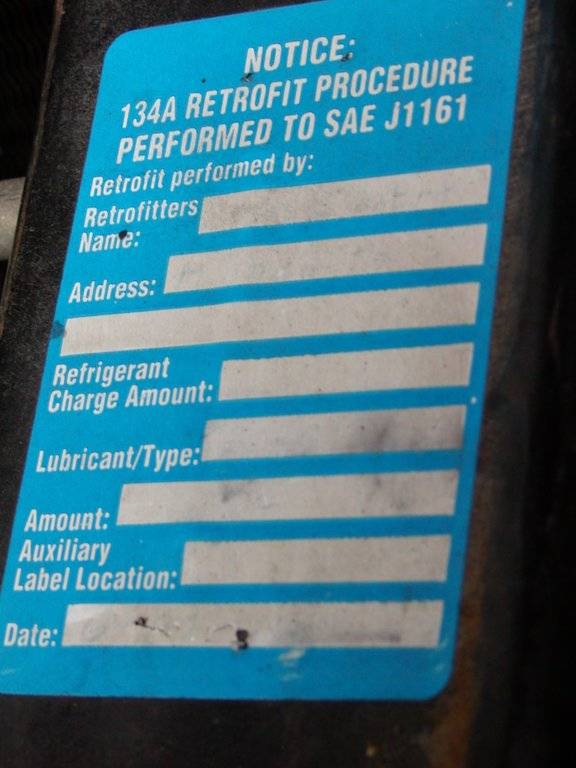 NOTICE:
134A RETROFIT PROCEDURE
PERFORMED TO SAE J1161
Retrofit performed by:
Retrofitters
Name:
Address:
Refrigerant
Charge Amount:
Lubricant/Type:
Amount:
Auxiliary
Label Location:
Date: